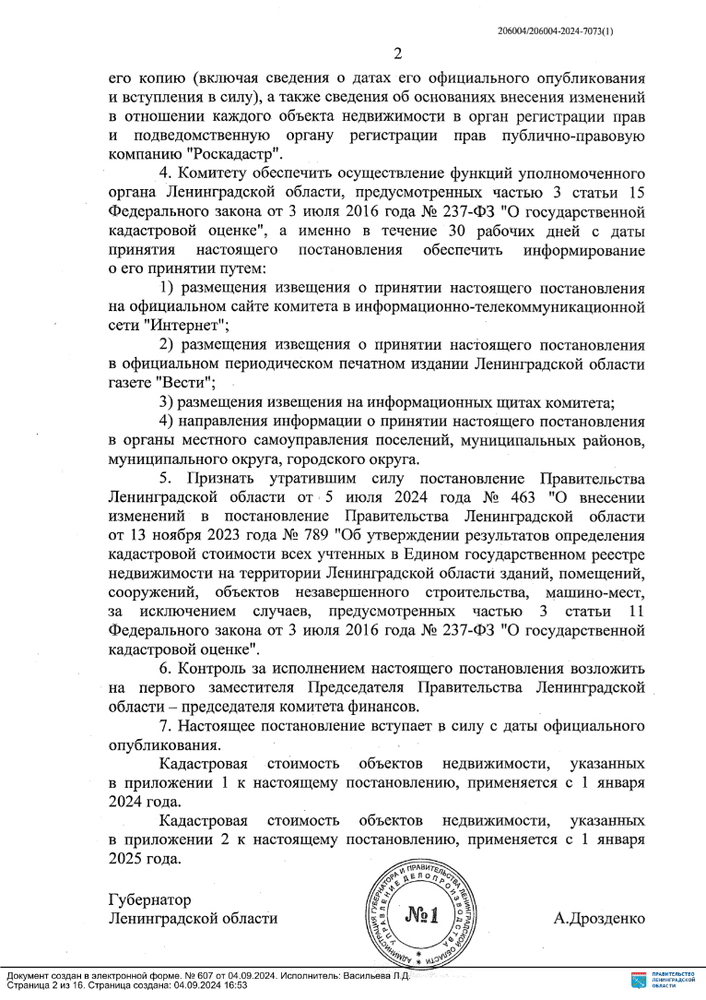 206004/206004-2024-7073(1)
2
его копию (включая сведения о датах его официального опубликования
и вступления в силу), а также сведения об основаниях внесения изменений
в отношении каждого объекта недвижимости в орган регистрации прав
и подведомственную органу регистрации прав публично-правовую
компанию "Роскадастр".
4. Комитету обеспечить осуществление функций уполномоченного
органа Ленинградской области, предусмотренных частью 3 статьи 15
Федерального закона от 3 июля 2016 года № 237-ФЗ "О государственной
кадастровой оценке", а именно в течение 30 рабочих дней с даты
принятия настоящего постановления обеспечить информирование
о его принятии путем:
1) размещения извещения о принятии настоящего постановления
на официальном сайте комитета в информационно-телекоммуникационной
сети "Интернет";
2) размещения извещения о принятии настоящего постановления
в официальном периодическом печатном издании Ленинградской области
газете "Вести";
3) размещения извещения на информационных щитах комитета;
4) направления информации о принятии настоящего постановления
в органы местного самоуправления поселений, муниципальных районов,
муниципального округа, городского округа.
5. Признать утратившим силу постановление Правительства
Ленинградской области от 5 июля 2024 года № 463 "О внесении
изменений в постановление Правительства Ленинградской области
от 13 ноября 2023 года № 789 "Об утверждении результатов определения
кадастровой стоимости всех учтенных в Едином государственном реестре
недвижимости на территории Ленинградской области зданий, помещений,
сооружений, объектов незавершенного строительства, машино-мест,
за исключением случаев, предусмотренных частью 3 статьи 11
Федерального закона от 3 июля 2016 года № 237-ФЗ "О государственной
кадастровой оценке".
6. Контроль за исполнением настоящего постановления возложить
на первого заместителя Председателя Правительства Ленинградской
области – председателя комитета финансов.
7. Настоящее постановление вступает в силу с даты официального
опубликования.
Кадастровая стоимость объектов недвижимости, указанных
в приложении 1 к настоящему постановлению, применяется с 1 января
2024 года.
Кадастровая стоимость объектов недвижимости, указанных
в приложении 2 к настоящему постановлению, применяется с 1 января
2025 года.
Губернатор
Ленинградской области
А.Дрозденко
АДМИНИСТРАЦИЯ ГУБЕРНАТОРА И ПРАВИТЕЛЬСТВА ЛЕНИНГРАДСКОЙ ОБЛАСТИ
УПРАВЛЕНИЕ ДЕЛОПРОИЗВОДСТВА
№1
Документ создан в электронной форме. № 607 от 04.09.2024. Исполнитель: Васильева Л.Д.
Страница 2 из 16. Страница создана: 04.09.2024 16:53
ПРАВИТЕЛЬСТВО
ЛЕНИНГРАДСКОЙ
ОБЛАСТИ